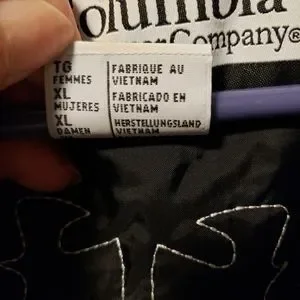 Columbia
Company®
TG
FEMMES
FABRIQUE AU
VIETNAM
XL
MUJERES
FABRICADO EN
VIETNAM
XL
DAMEN
HERSTELLUNGSLAND
VIETNAM